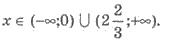 x ∈ (-∞;0) ∪ (2 2/3;+∞).